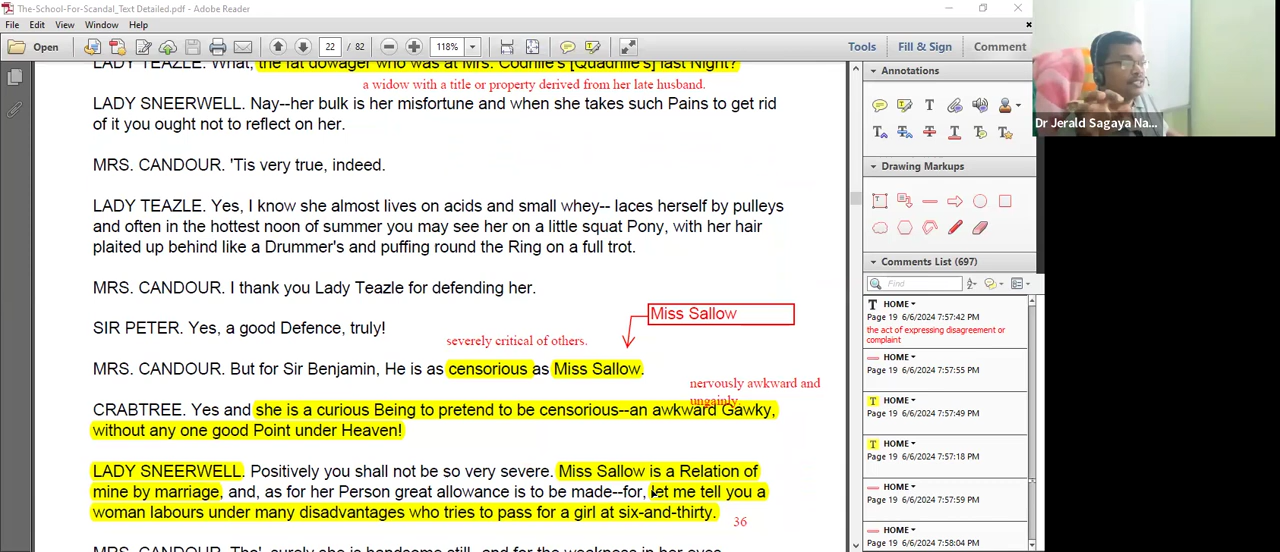 The-School-For-Scandal_Text Detailed.pdf - Adobe Reader
File Edit View Window Help
Open 22 / 82 118% Tools Fill & Sign Comment
LADY TEAZLE. What, the fat dowager who was at Mrs. Codrille's [Quadrille's] last Night?
a widow with a title or property derived from her late husband.
LADY SNEERWELL. Nay--her bulk is her misfortune and when she takes such Pains to get rid
of it you ought not to reflect on her.
MRS. CANDOUR. 'Tis very true, indeed.
LADY TEAZLE. Yes, I know she almost lives on acids and small whey-- laces herself by pulleys
and often in the hottest noon of summer you may see her on a little squat Pony, with her hair
plaited up behind like a Drummer's and puffing round the Ring on a full trot.
MRS. CANDOUR. I thank you Lady Teazle for defending her.
Miss Sallow
SIR PETER. Yes, a good Defence, truly!
severely critical of others.
MRS. CANDOUR. But for Sir Benjamin, He is as censorious as Miss Sallow.
nervously awkward and
ungainly.
CRABTREE. Yes and she is a curious Being to pretend to be censorious--an awkward Gawky,
without any one good Point under Heaven!
LADY SNEERWELL. Positively you shall not be so very severe. Miss Sallow is a Relation of
mine by marriage, and, as for her Person great allowance is to be made--for, let me tell you a
woman labours under many disadvantages who tries to pass for a girl at six-and-thirty.
36
MRS. CANDOUR. Tho', surely she is handsome still--and for the weakness in her eyes
Annotations
Drawing Markups
Comments List (697)
Find
HOME
Page 19 6/6/2024 7:57:42 PM
the act of expressing disagreement or
complaint
HOME
Page 19 6/6/2024 7:57:55 PM
HOME
Page 19 6/6/2024 7:57:49 PM
HOME
Page 19 6/6/2024 7:57:18 PM
HOME
Page 19 6/6/2024 7:57:59 PM
HOME
Page 19 6/6/2024 7:58:04 PM
Dr Jerald Sagaya Na...